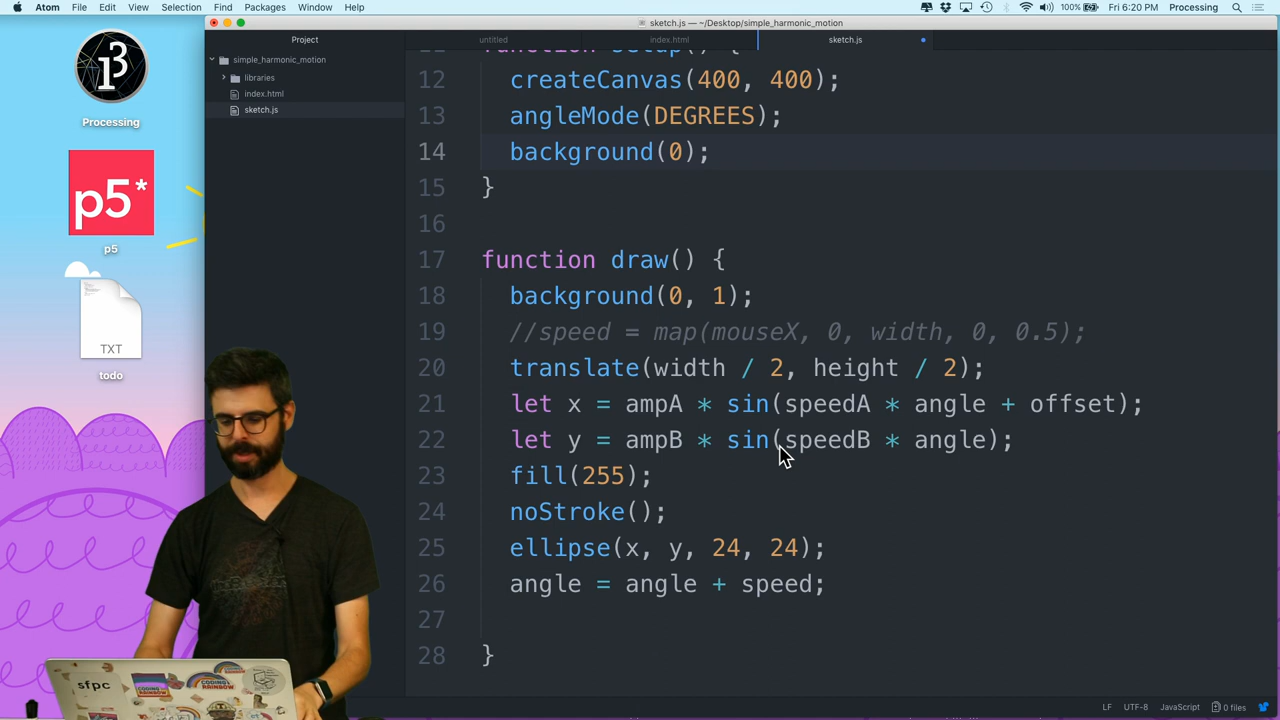 Atom File Edit View Selection Find Packages Window Help 100% Fri 6:20 PM Processing
sketch.js — ~/Desktop/simple_harmonic_motion
Project untitled index.html sketch.js
simple_harmonic_motion
libraries
index.html
sketch.js
Processing
p5*
p5
TXT
todo
12 createCanvas(400, 400);
13 angleMode(DEGREES);
14 background(0);
15 }
16
17 function draw() {
18 background(0, 1);
19 //speed = map(mouseX, 0, width, 0, 0.5);
20 translate(width / 2, height / 2);
21 let x = ampA * sin(speedA * angle + offset);
22 let y = ampB * sin(speedB * angle);
23 fill(255);
24 noStroke();
25 ellipse(x, y, 24, 24);
26 angle = angle + speed;
27
28 }
sfpc
LF UTF-8 JavaScript 0 files